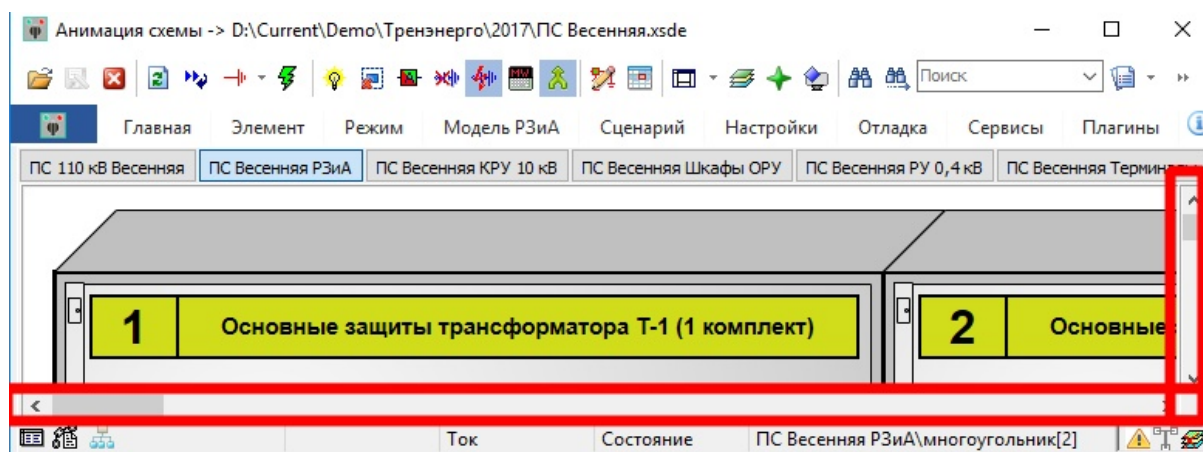 Анимация схемы -> D:\Current\Demo\Тренэнерго\2017\ПС Весенняя.xsde
MW
Поиск
Главная Элемент Режим Модель РЗиА Сценарий Настройки Отладка Сервисы Плагины
ПС 110 кВ Весенняя ПС Весенняя РЗиА ПС Весенняя КРУ 10 кВ ПС Весенняя Шкафы ОРУ ПС Весенняя РУ 0,4 кВ ПС Весенняя
1 Основные защиты трансформатора Т-1 (1 комплект) 2 Основные
Ток Состояние ПС Весенняя РЗиА\многоугольник[2]